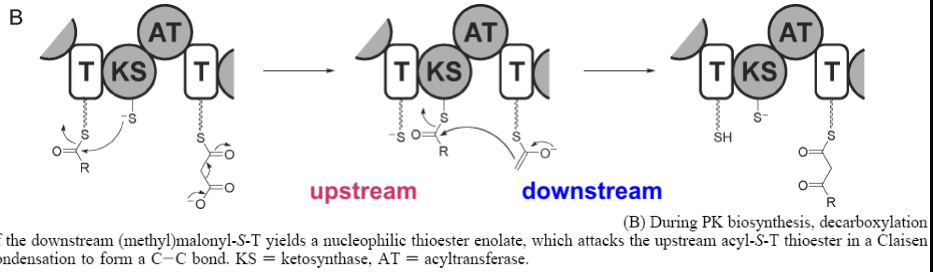 B
AT AT AT
T KS T T KS T T KS T
S -S S -S S S SH S- S
O R O O -O O R O- O O R
upstream downstream
(B) During PK biosynthesis, decarboxylation
f the downstream (methyl)malonyl-S-T yields a nucleophilic thioester enolate, which attacks the upstream acyl-S-T thioester in a Claisen
ondensation to form a C−C bond. KS = ketosynthase, AT = acyltransferase.